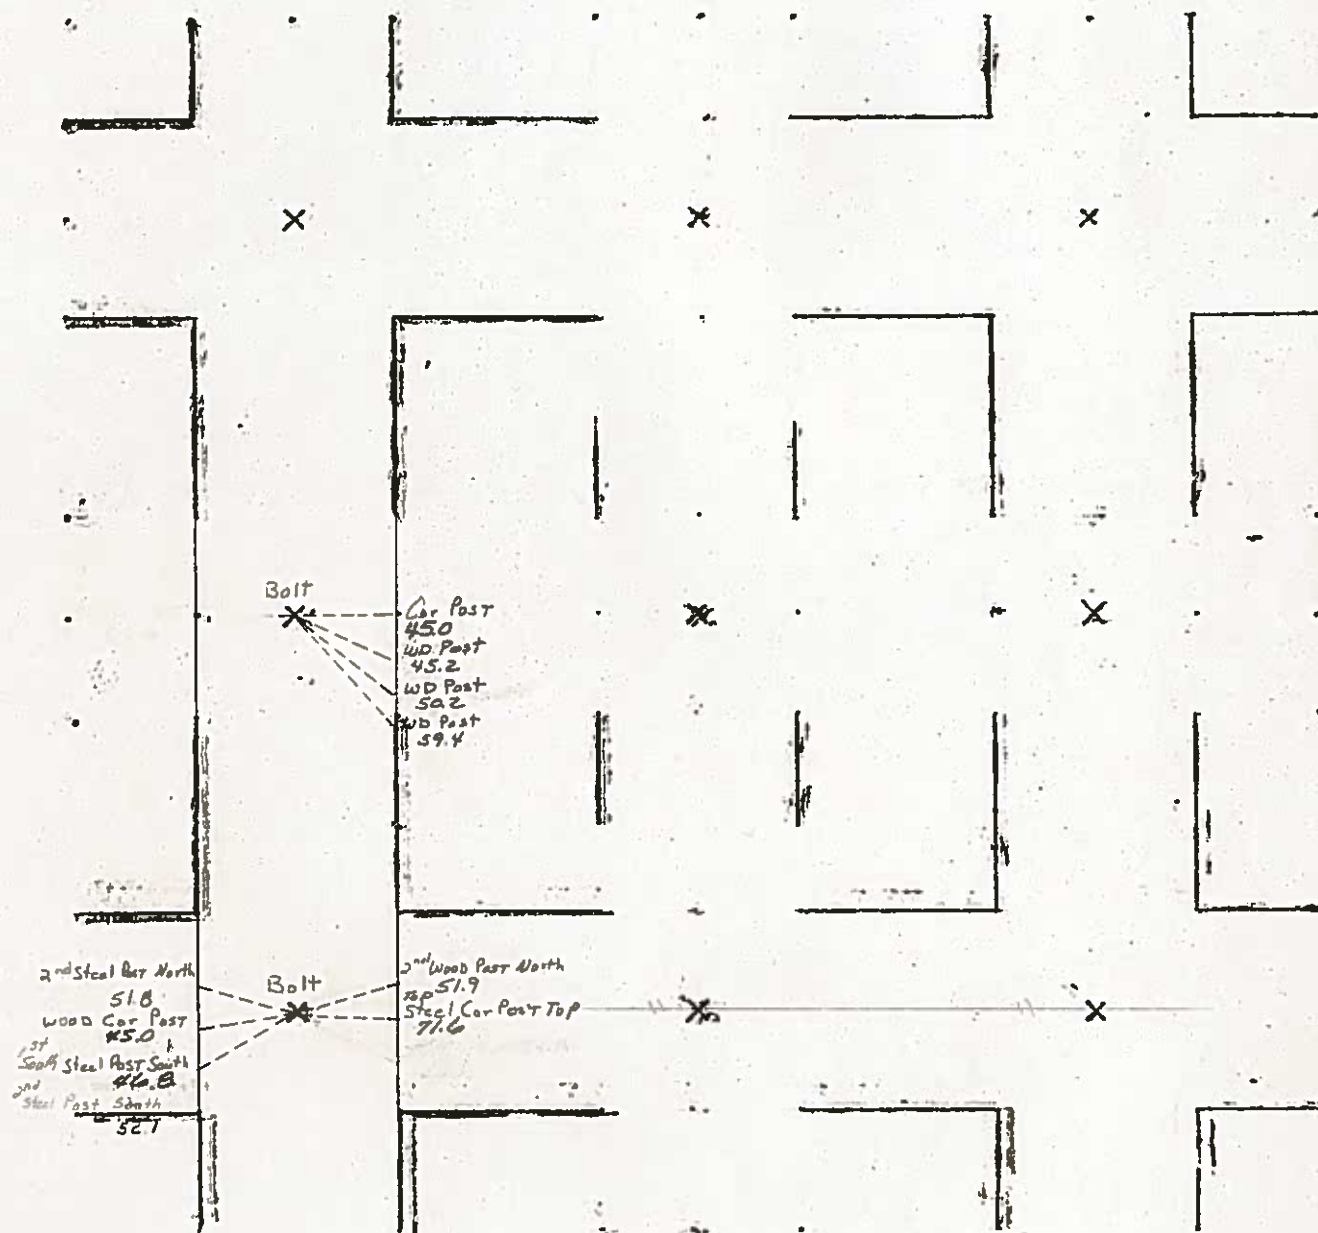 Bolt
Cor Post
45.0
WD Post
45.2
WD Post
50.2
WD Post
59.4
2nd Steel Post North
51.8
WOOD Cor Post
45.0
1st
South Steel Post South
46.8
2nd
Steel Post South
52.1
Bolt
2nd Wood Post North
51.9
Top
Steel Cor Post Top
71.6